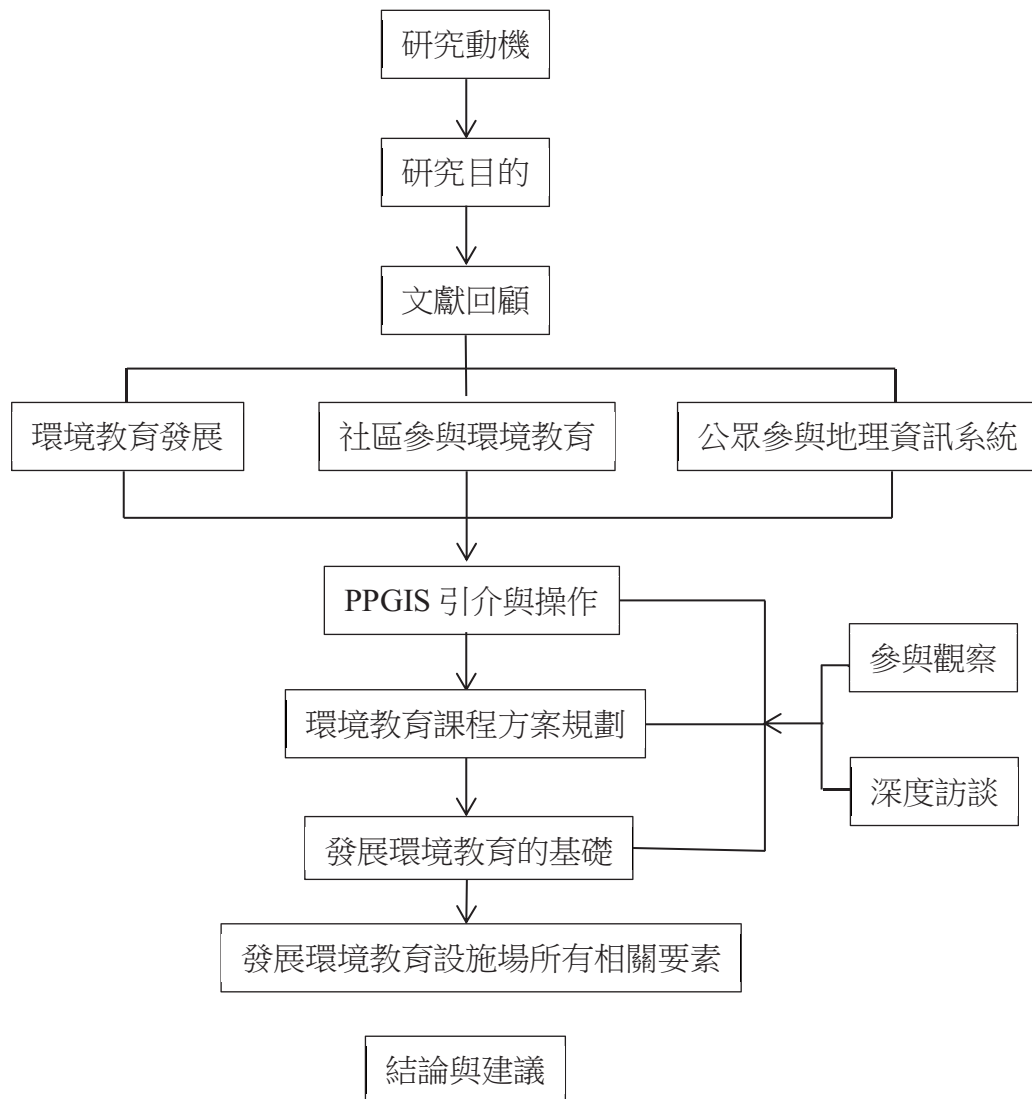 研究動機
研究目的
文獻回顧
環境教育發展
社區參與環境教育
公眾參與地理資訊系統
PPGIS 引介與操作
參與觀察
環境教育課程方案規劃
深度訪談
發展環境教育的基礎
發展環境教育設施場所有相關要素
結論與建議